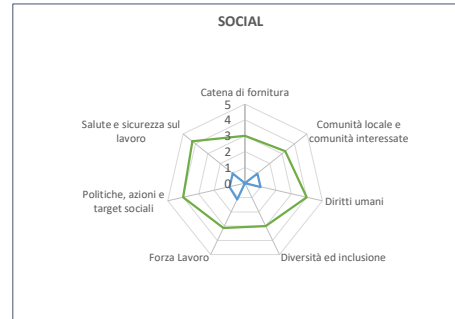 SOCIAL
Catena di fornitura
5
4
3
2
1
0
Comunità locale e
comunità interessate
Diritti umani
Diversità ed inclusione
Forza Lavoro
Politiche, azioni e
target sociali
Salute e sicurezza sul
lavoro